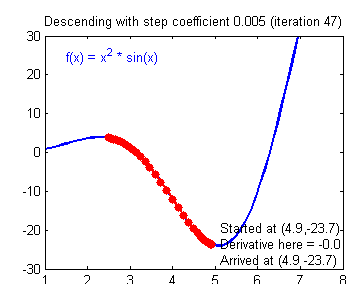 Descending with step coefficient 0.005 (iteration 47)
f(x) = x² * sin(x)
30
20
10
0
-10
-20
-30
Started at (4.9,-23.7)
Derivative here = -0.0
Arrived at (4.9 -23.7)
1 2 3 4 5 6 7 8